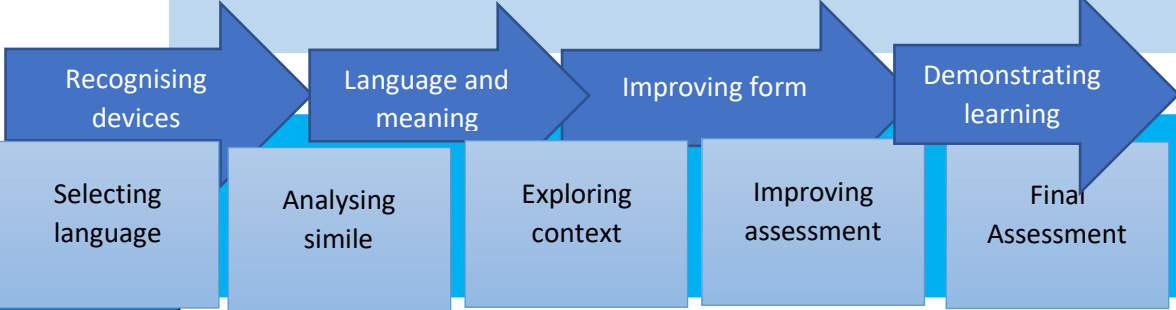 Recognising
devices
Language and
meaning
Improving form
Demonstrating
learning
Selecting
language
Analysing
simile
Exploring
context
Improving
assessment
Final
Assessment